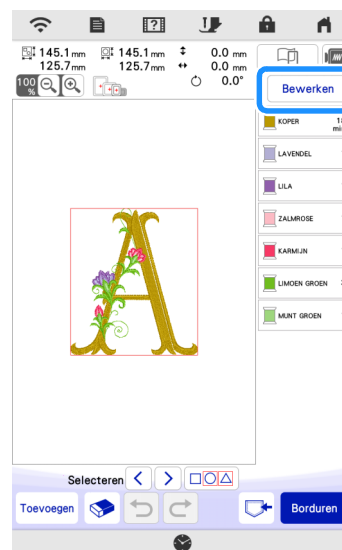 145.1 mm 145.1 mm 0.0 mm
125.7 mm 125.7 mm 0.0 mm
100 % 0.0°
Bewerken
KOPER
LAVENDEL
LILA
ZALMROSE
KARMIJN
LIMOEN GROEN
MUNT GROEN
Selecteren
Toevoegen Borduren